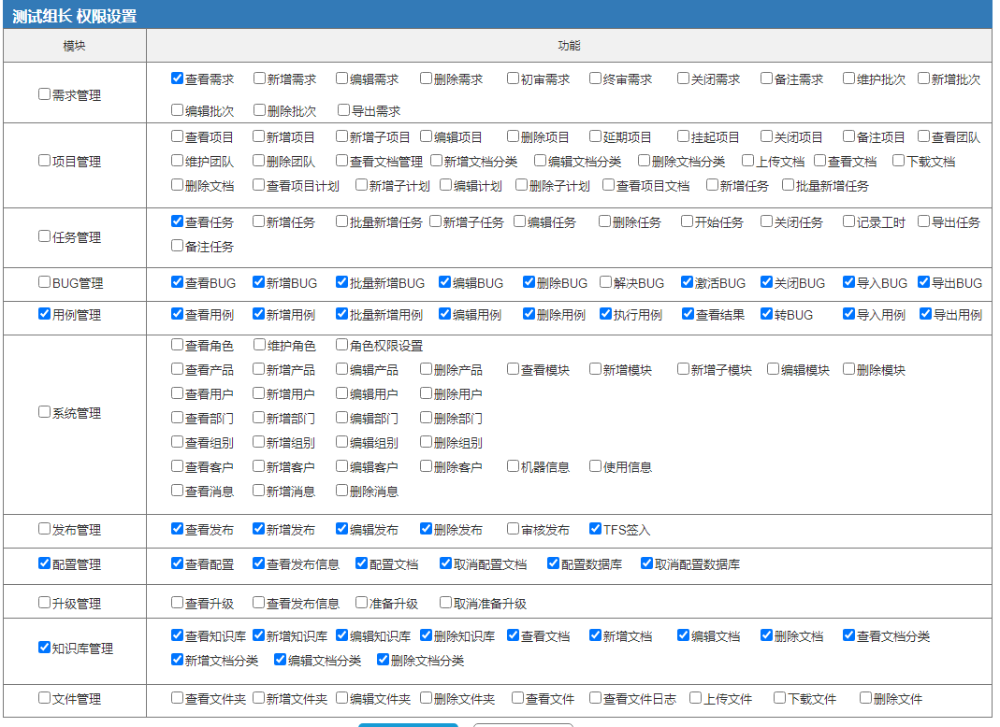 测试组长 权限设置
模块 功能
查看需求 新增需求 编辑需求 删除需求 初审需求 终审需求 关闭需求 备注需求 维护批次 新增批次
需求管理
编辑批次 删除批次 导出需求
查看项目 新增项目 新增子项目 编辑项目 删除项目 延期项目 挂起项目 关闭项目 备注项目 查看团队
项目管理 维护团队 删除团队 查看文档管理 新增文档分类 编辑文档分类 删除文档分类 上传文档 查看文档 下载文档
删除文档 查看项目计划 新增子计划 编辑计划 删除子计划 查看项目文档 新增任务 批量新增任务
查看任务 新增任务 批量新增任务 新增子任务 编辑任务 删除任务 开始任务 关闭任务 记录工时 导出任务
任务管理
备注任务
BUG管理 查看BUG 新增BUG 批量新增BUG 编辑BUG 删除BUG 解决BUG 激活BUG 关闭BUG 导入BUG 导出BUG
用例管理 查看用例 新增用例 批量新增用例 编辑用例 删除用例 执行用例 查看结果 转BUG 导入用例 导出用例
查看角色 维护角色 角色权限设置
查看产品 新增产品 编辑产品 删除产品 查看模块 新增模块 新增子模块 编辑模块 删除模块
查看用户 新增用户 编辑用户 删除用户
系统管理
查看部门 新增部门 编辑部门 删除部门
查看组别 新增组别 编辑组别 删除组别
查看客户 新增客户 编辑客户 删除客户 机器信息 使用信息
查看消息 新增消息 删除消息
发布管理 查看发布 新增发布 编辑发布 删除发布 审核发布 TFS签入
配置管理 查看配置 查看发布信息 配置文档 取消配置文档 配置数据库 取消配置数据库
升级管理 查看升级 查看发布信息 准备升级 取消准备升级
查看知识库 新增知识库 编辑知识库 删除知识库 查看文档 新增文档 编辑文档 删除文档 查看文档分类
知识库管理
新增文档分类 编辑文档分类 删除文档分类
文件管理 查看文件夹 新增文件夹 编辑文件夹 删除文件夹 查看文件 查看文件日志 上传文件 下载文件 删除文件